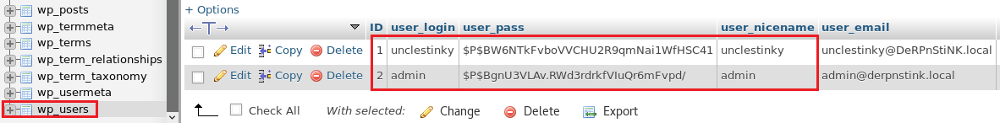 wp_posts
wp_termmeta
wp_terms
wp_term_relationships
wp_term_taxonomy
wp_usermeta
wp_users
+ Options
←T→ ID user_login user_pass user_nicename user_email
Edit Copy Delete 1 unclestinky $P$BW6NTkFvboVVCHU2R9qmNai1WfHSC41 unclestinky unclestinky@DeRPnStiNK.local
Edit Copy Delete 2 admin $P$BgnU3VLAv.RWd3rdrkfVIuQr6mFvpd/ admin admin@derpnstink.local
Check All With selected: Change Delete Export